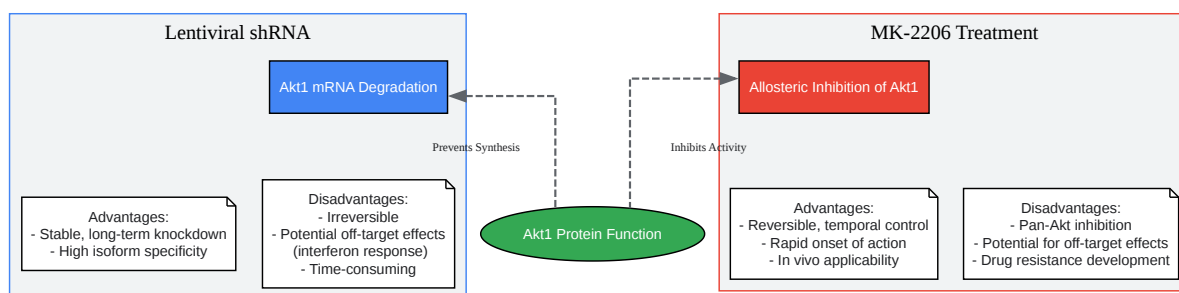 Lentiviral shRNA
Akt1 mRNA Degradation
Prevents Synthesis
Advantages:
- Stable, long-term knockdown
- High isoform specificity
Disadvantages:
- Irreversible
- Potential off-target effects
(interferon response)
- Time-consuming
Akt1 Protein Function
MK-2206 Treatment
Allosteric Inhibition of Akt1
Inhibits Activity
Advantages:
- Reversible, temporal control
- Rapid onset of action
- In vivo applicability
Disadvantages:
- Pan-Akt inhibition
- Potential for off-target effects
- Drug resistance development